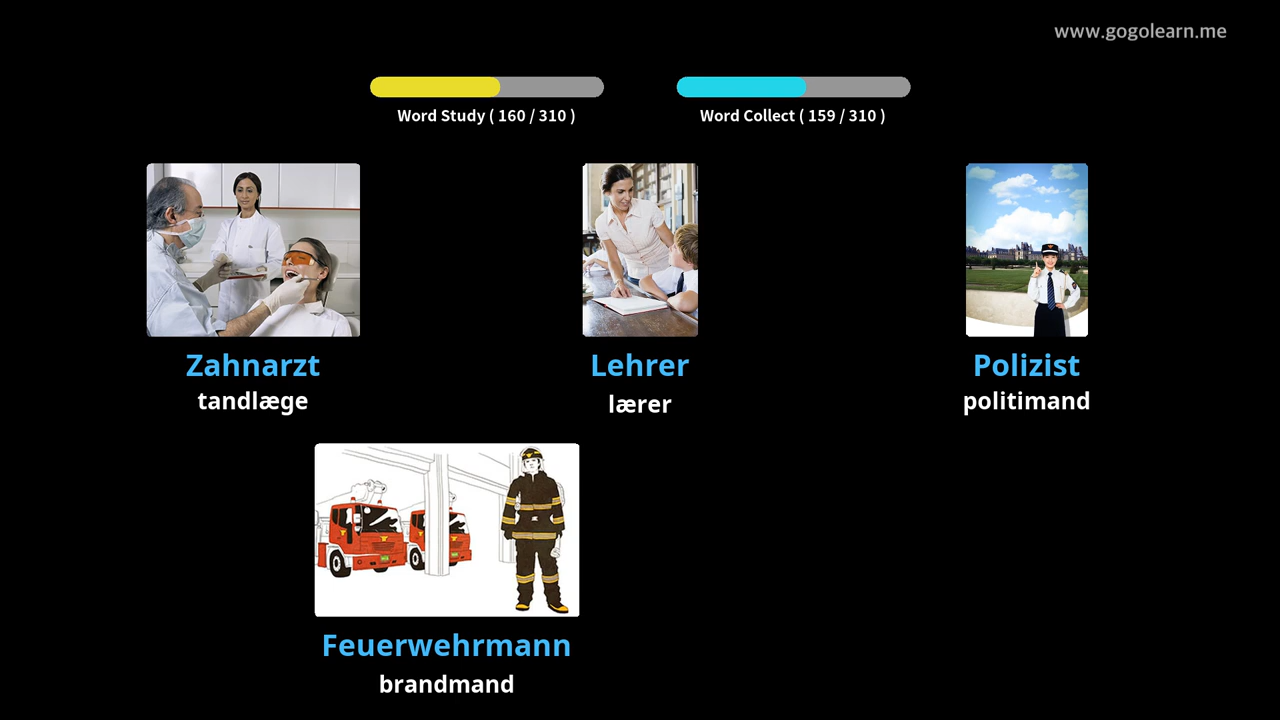 www.gogolearn.me
Word Study ( 160 / 310 )
Word Collect ( 159 / 310 )
Zahnarzt
tandlæge
Lehrer
lærer
Polizist
politimand
Feuerwehrmann
brandmand